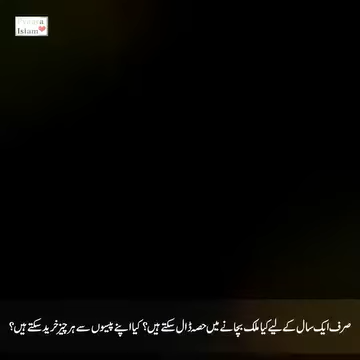 Islam
صرف ایک سال کے لیے کیا ملک بچانے میں حصہ ڈال سکتے ہیں؟ کیا اپنے پیسوں سے ہر چیز خرید سکتے ہیں؟